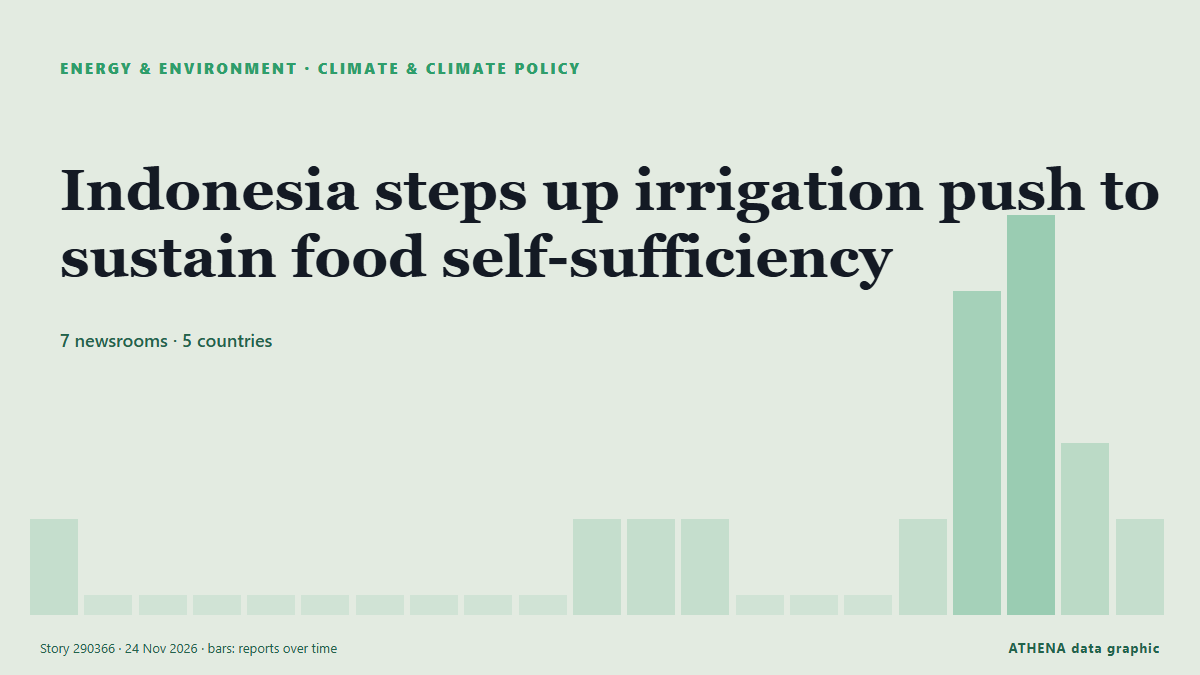 ENERGY & ENVIRONMENT · CLIMATE & CLIMATE POLICY
Indonesia steps up irrigation push to
sustain food self-sufficiency
7 newsrooms · 5 countries
Story 290366 · 24 Nov 2026 · bars: reports over time
ATHENA data graphic